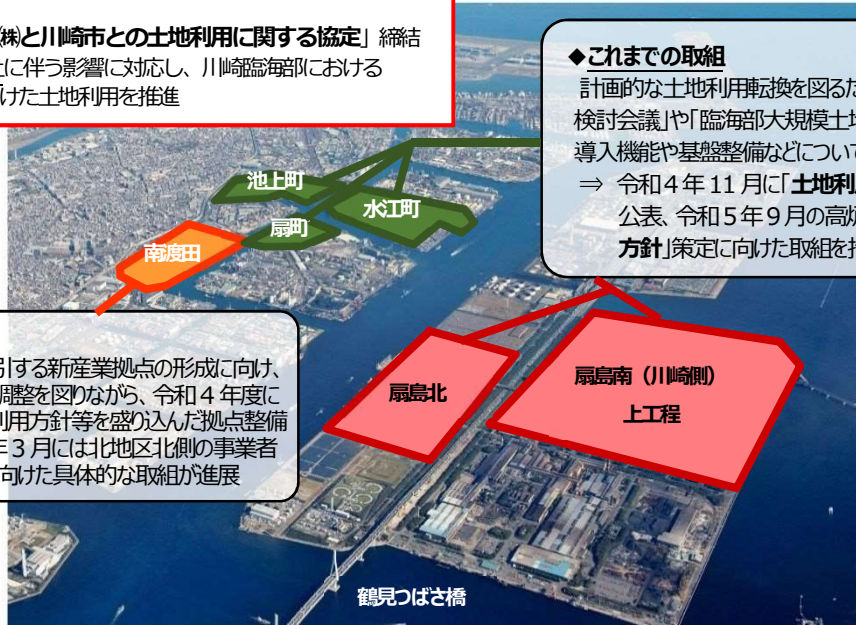 ㈱と川崎市との土地利用に関する協定」締結
に伴う影響に対応し、川崎臨海部における
けた土地利用を推進
◆これまでの取組
計画的な土地利用転換を図るた
検討会議」や「臨海部大規模土地
導入機能や基盤整備などについて
⇒ 令和４年 11 月に「土地利
公表、令和５年９月の高炉
方針」策定に向けた取組を
池上町
水江町
扇町
南渡田
引する新産業拠点の形成に向け、
調整を図りながら、令和４年度に
利用方針等を盛り込んだ拠点整備
年３月には北地区北側の事業者
向けた具体的な取組が進展
扇島北
扇島南（川崎側）
上工程
鶴見つばさ橋